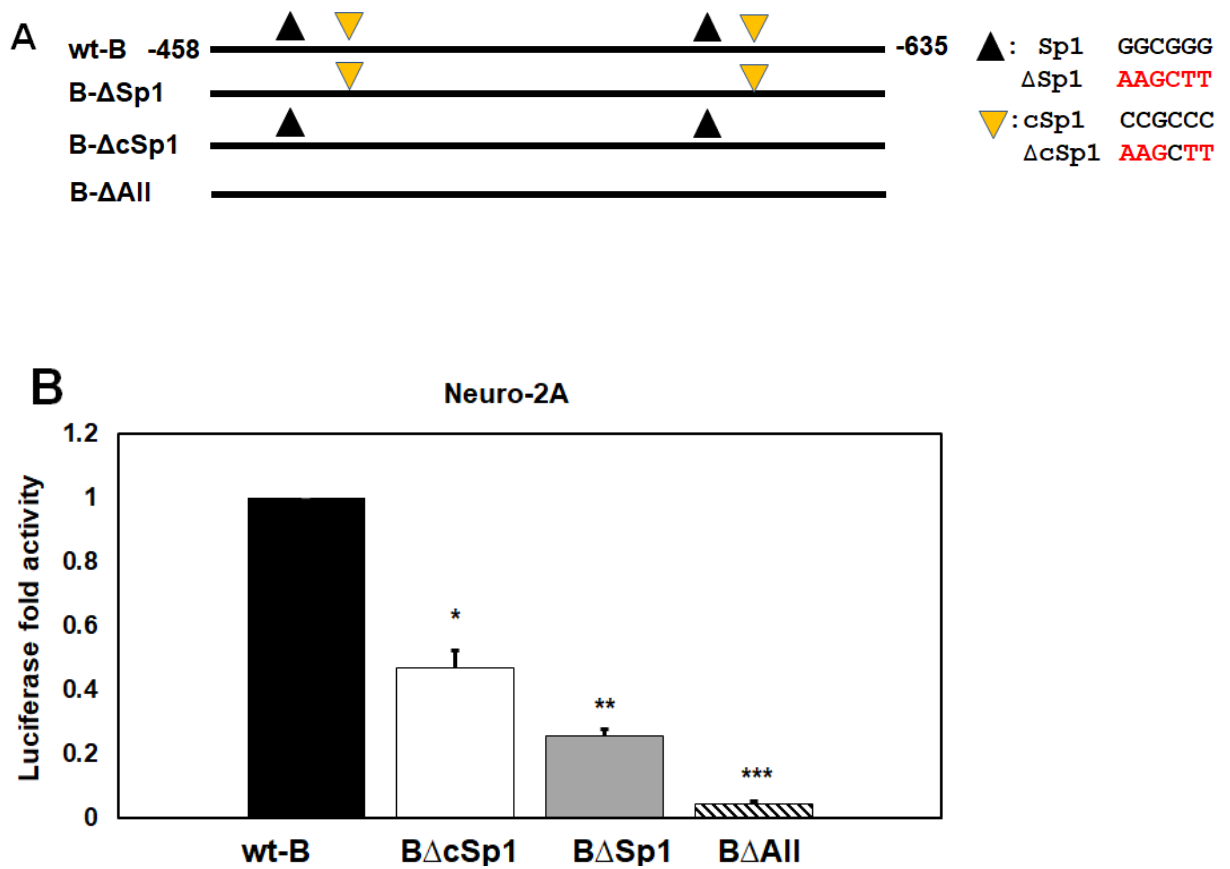 A
wt-B -458 -635
B-ΔSp1
B-ΔcSp1
B-ΔAll
: Sp1 GGCGGG
ΔSp1 AAGCTT
:cSp1 CCGCCC
ΔcSp1 AAGCTT
B
Neuro-2A
Luciferase fold activity
1.2
1
0.8
0.6
0.4
0.2
0
*
**
***
wt-B BΔcSp1 BΔSp1 BΔAll